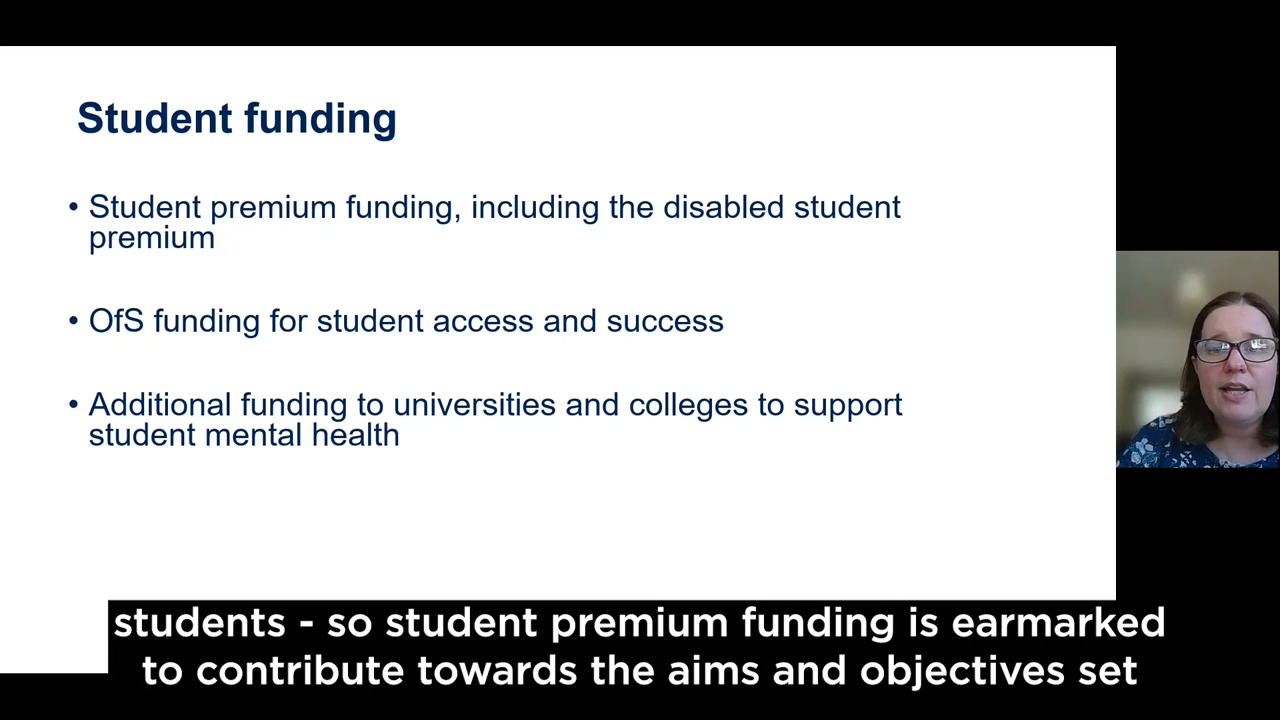 Student funding
• Student premium funding, including the disabled student
premium
• OfS funding for student access and success
• Additional funding to universities and colleges to support
student mental health
students - so student premium funding is earmarked
to contribute towards the aims and objectives set